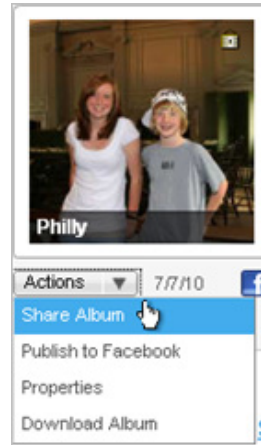 Philly
Actions 7/7/10 f
Share Album
Publish to Facebook
Properties
Download Album